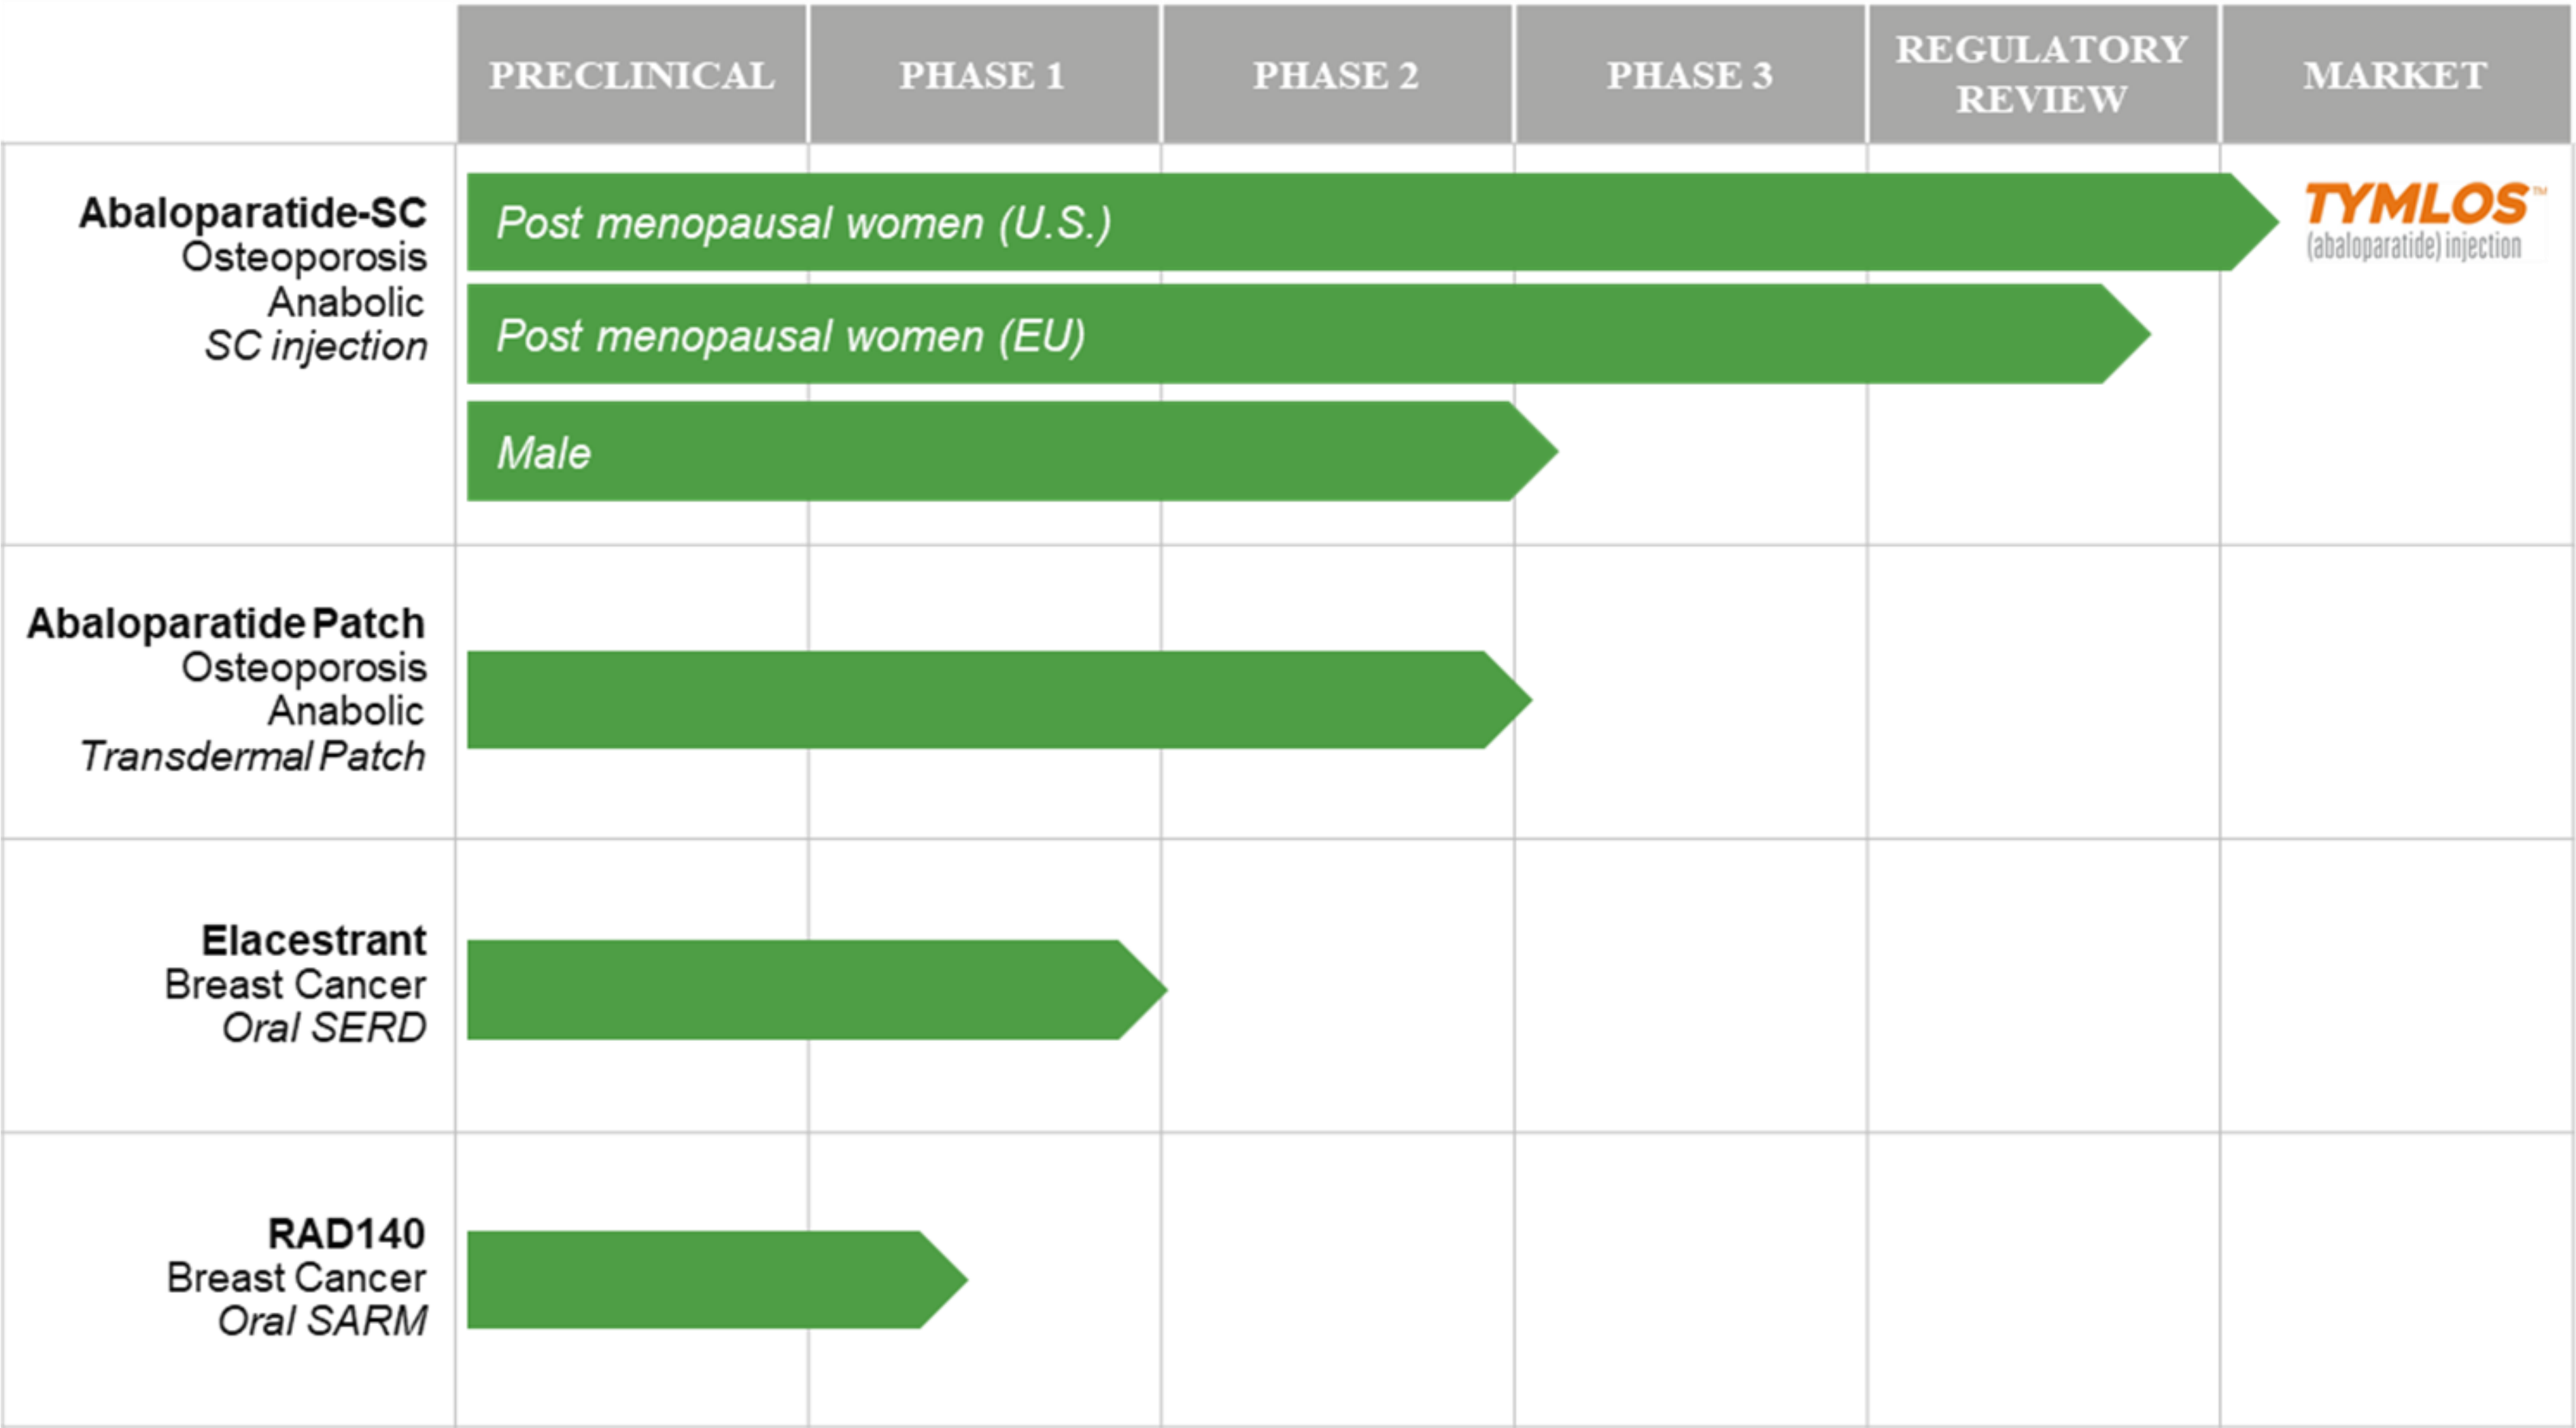 PRECLINICAL
PHASE 1
PHASE 2
PHASE 3
REGULATORY
REVIEW
MARKET
Abaloparatide-SC
Osteoporosis
Anabolic
SC injection
Post menopausal women (U.S.)
TYMLOS™
(abaloparatide) injection
Post menopausal women (EU)
Male
Abaloparatide Patch
Osteoporosis
Anabolic
Transdermal Patch
Elacestrant
Breast Cancer
Oral SERD
RAD140
Breast Cancer
Oral SARM